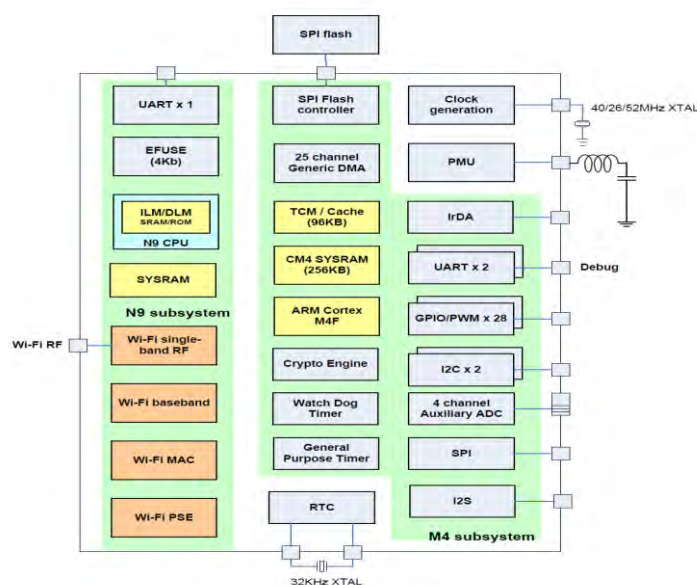 SPI flash
UART x 1
EFUSE
(4Kb)
ILM/DLM
SRAM/ROM
N9 CPU
SYSRAM
N9 subsystem
Wi-Fi RF
Wi-Fi single-
band RF
Wi-Fi baseband
Wi-Fi MAC
Wi-Fi PSE
SPI Flash
controller
25 channel
Generic DMA
TCM / Cache
(96KB)
CM4 SYSRAM
(256KB)
ARM Cortex
M4F
Crypto Engine
Watch Dog
Timer
General
Purpose Timer
RTC
32KHz XTAL
Clock
generation
40/26/52MHz XTAL
PMU
IrDA
UART x 2
Debug
GPIO/PWM x 28
I2C x 2
4 channel
Auxiliary ADC
SPI
I2S
M4 subsystem